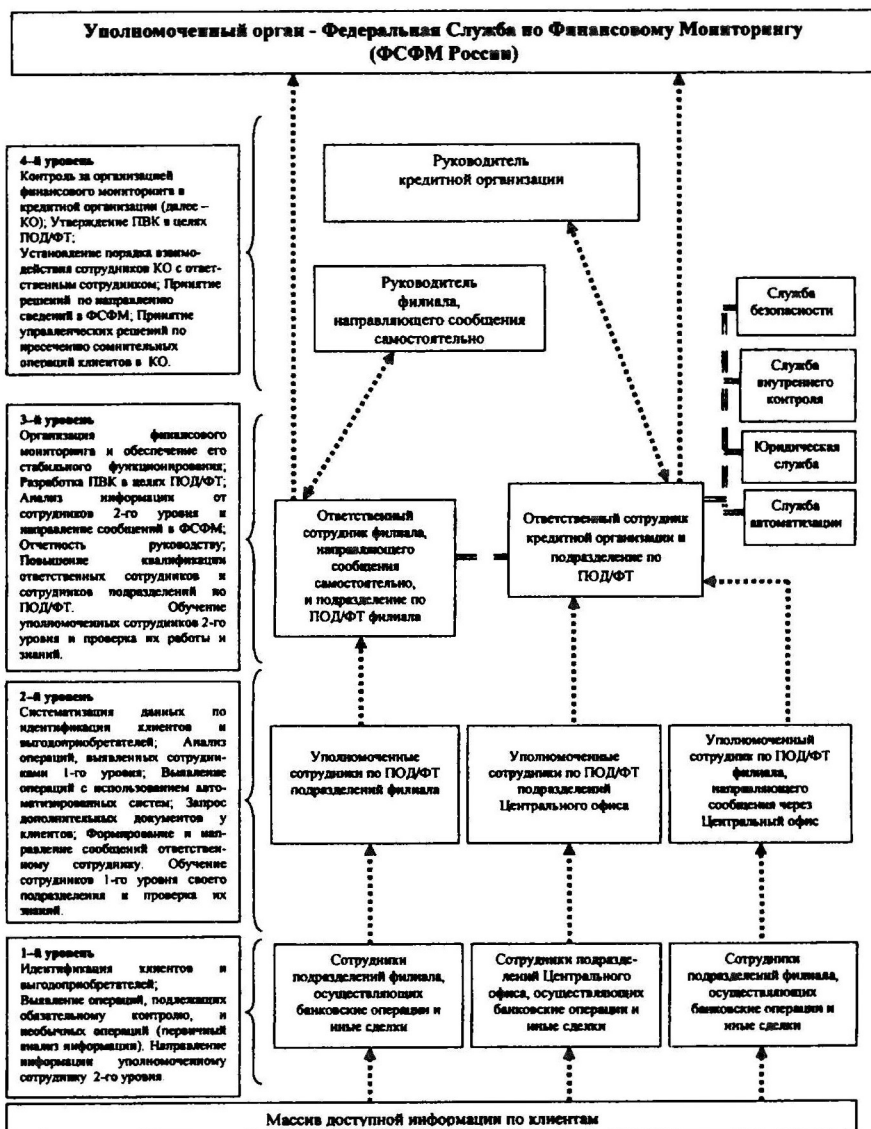 Уполномоченный орган - Федеральная Служба по Финансовому Мониторингу
(ФСФМ России)
4-й уровень
Контроль за организацией
финансового мониторинга в
кредитной организации (далее –
КО); Утверждение ПВК в целях
ПОД/ФТ;
Установление порядка взаимо-
действия сотрудников КО с ответ-
ственным сотрудником; Принятие
решений по направлению
сведений в ФСФМ; Принятие
управленческих решений по
пресечению сомнительных
операций клиентов в КО.
Руководитель
кредитной организации
Руководитель
филиала,
направляющего сообщения
самостоятельно
Служба
безопасности
Служба
внутреннего
контроля
Юридическая
служба
Служба
автоматизации
3-й уровень
Организация финансового
мониторинга и обеспечение его
стабильного функционирования;
Разработка ПВК в целях ПОД/ФТ;
Анализ информации от
сотрудников 2-го уровня и
направление сообщений в ФСФМ;
Отчетность руководству;
Повышение квалификации
ответственных сотрудников и
сотрудников подразделений по
ПОД/ФТ. Обучение
уполномоченных сотрудников 2-го
уровня и проверка их работы и
знаний.
Ответственный
сотрудник филиала,
направляющего
сообщения
самостоятельно,
и подразделение по
ПОД/ФТ филиала
Ответственный сотрудник
кредитной организации и
подразделение по
ПОД/ФТ
2-й уровень
Систематизация данных по
идентификации клиентов и
выгодоприобретателей; Анализ
операций, выявленных сотрудни-
ками 1-го уровня; Выявление
операций с использованием авто-
матизированных систем; Запрос
дополнительных документов у
клиентов; Формирование и нап-
равление сообщений ответствен-
ному сотруднику. Обучение
сотрудников 1-го уровня своего
подразделения и проверка их
знаний.
Уполномоченные
сотрудники по ПОД/ФТ
подразделений филиала
Уполномоченные
сотрудники по ПОД/ФТ
подразделений
Центрального офиса
Уполномоченный
сотрудник по ПОД/ФТ
филиала,
направляющего
сообщения через
Центральный офис
1-й уровень
Идентификация клиентов и
выгодоприобретателей;
Выявление операций, подлежащих
обязательному контролю, и
необычных операций (первичный
анализ информации). Направление
информации уполномоченному
сотруднику 2-го уровня
Сотрудники
подразделений филиала,
осуществляющих
банковские операции и
иные сделки
Сотрудники подразде-
лений Центрального
офиса, осуществляющих
банковские операции и
иные сделки
Сотрудники
подразделений филиала,
осуществляющих
банковские операции и
иные сделки
Массив доступной информации по клиентам